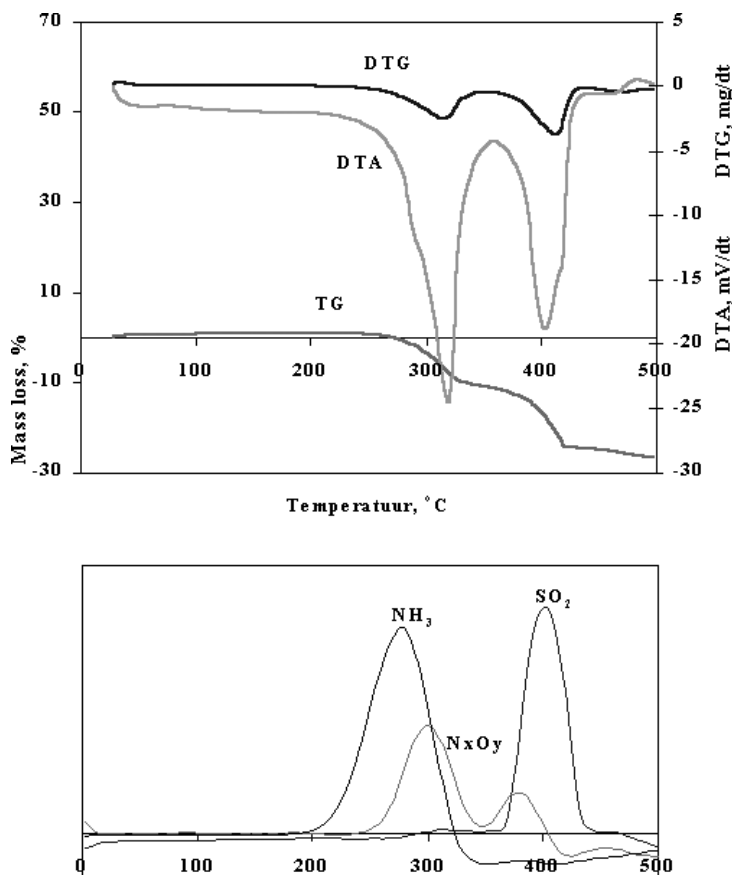 70
50
30
10
-10
-30
Mass loss, %
5
0
-5
-10
-15
-20
-25
-30
DTG, mg/dt
DTA, mV/dt
DTG
DTA
TG
0 100 200 300 400 500
Temperatuur, °C
NH₃
SO₂
NxOy
0 100 200 300 400 500